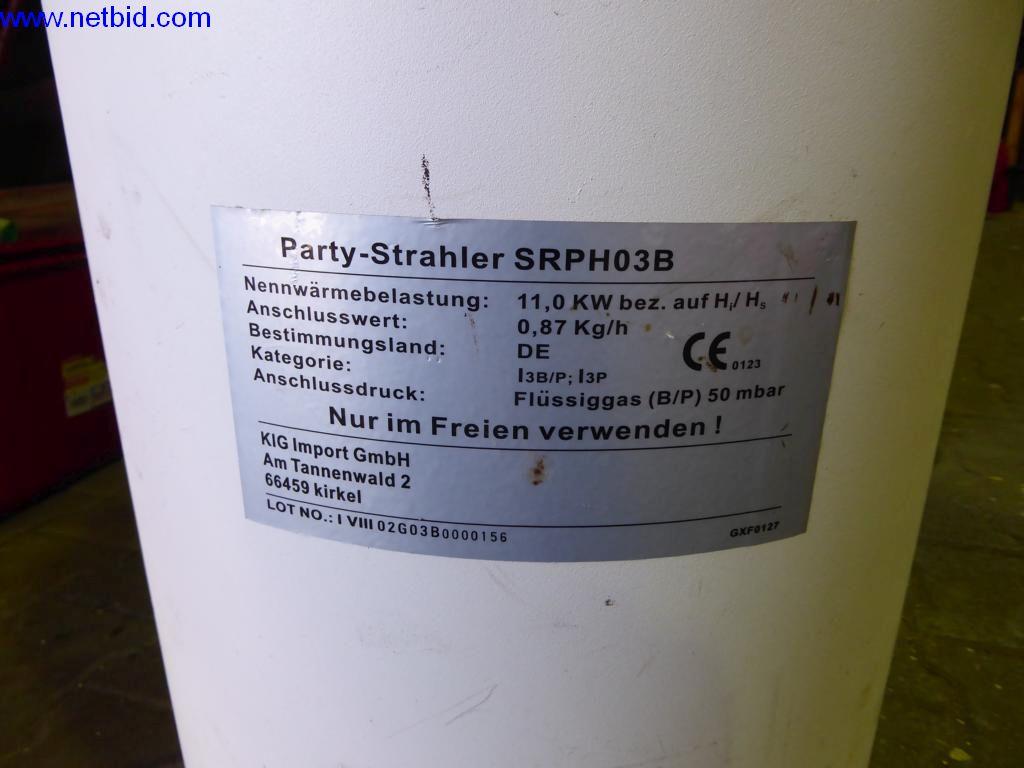 www.netbid.com
Party-Strahler SRPH03B
Nennwärmebelastung: 11,0 KW bez. auf Hi/ Hs
Anschlusswert: 0,87 Kg/h
Bestimmungsland: DE
Kategorie: I3B/P; I3P
CE 0123
Anschlussdruck: Flüssiggas (B/P) 50 mbar
Nur im Freien verwenden !
KIG Import GmbH
Am Tannenwald 2
66459 kirkel
LOT NO.: I VIII 02G03B0000156
GXF0127